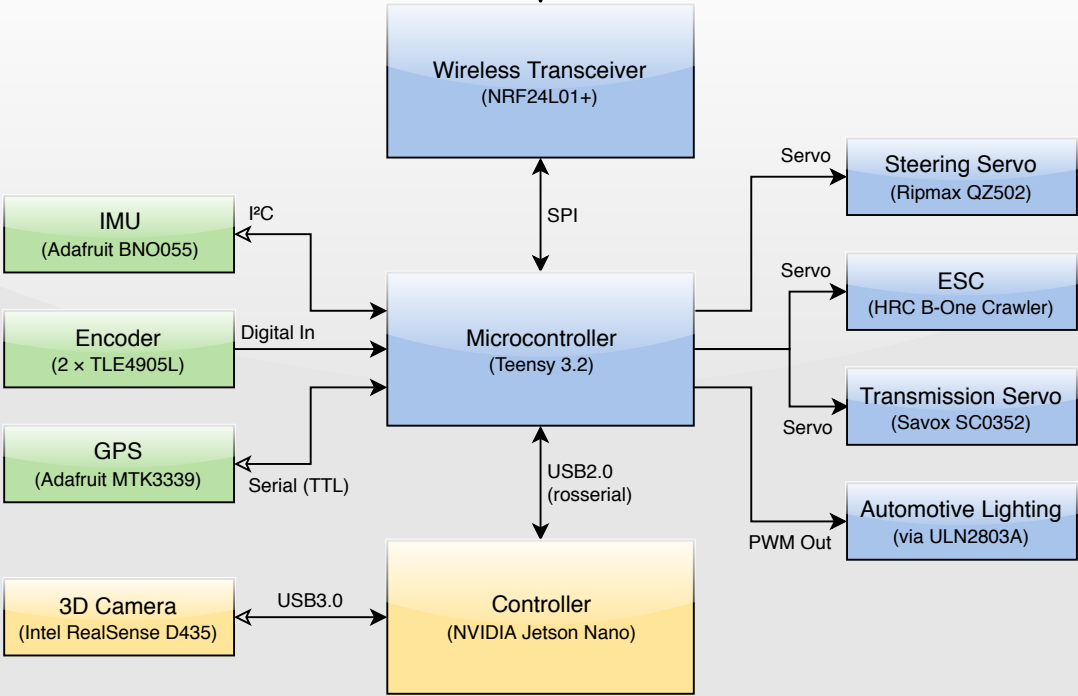 Wireless Transceiver
(NRF24L01+)
Servo
Steering Servo
(Ripmax QZ502)
IMU
(Adafruit BNO055)
I²C
SPI
Servo
ESC
(HRC B-One Crawler)
Encoder
(2 × TLE4905L)
Digital In
Microcontroller
(Teensy 3.2)
Transmission Servo
(Savox SC0352)
Servo
GPS
(Adafruit MTK3339)
Serial (TTL)
USB2.0
(rosserial)
Automotive Lighting
(via ULN2803A)
PWM Out
3D Camera
(Intel RealSense D435)
USB3.0
Controller
(NVIDIA Jetson Nano)